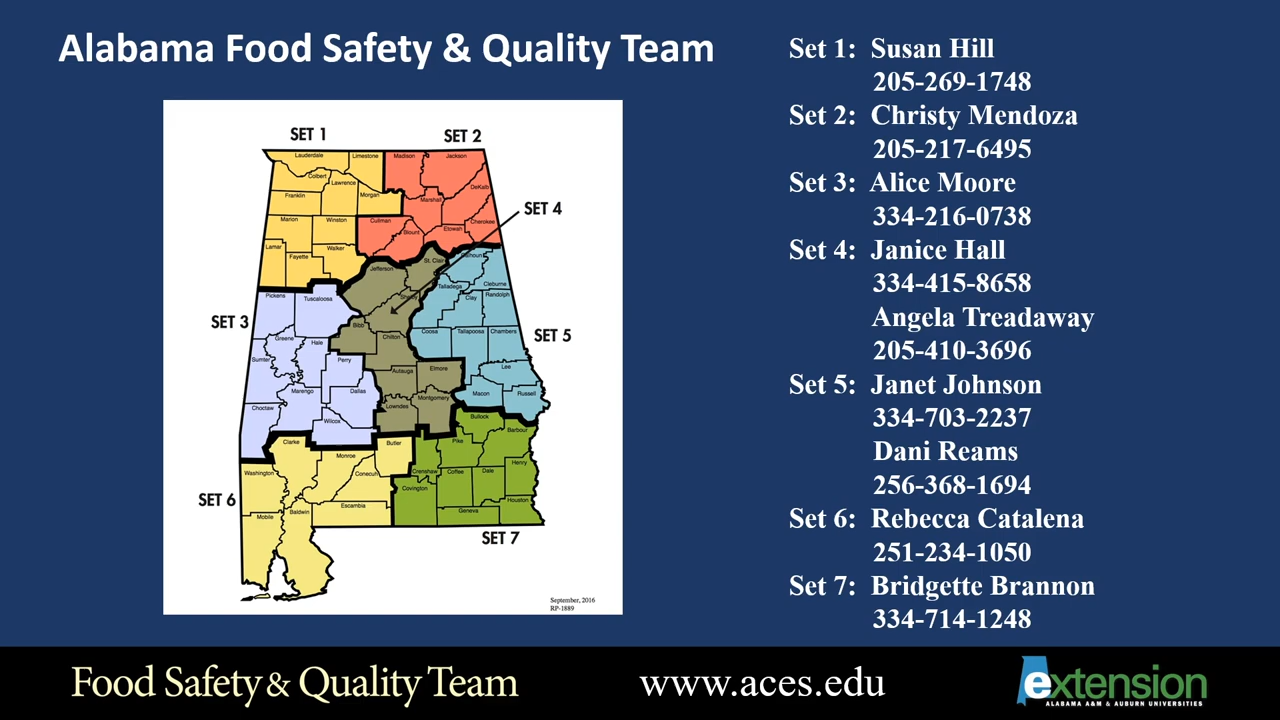 Alabama Food Safety & Quality Team
SET 1
SET 2
Lauderdale
Limestone
Madison
Jackson
Colbert
Lawrence
DeKalb
Franklin
Morgan
Marshall
SET 4
Marion
Winston
Cullman
Cherokee
Blount
Etowah
Lamar
Walker
Fayette
Calhoun
St. Clair
Jefferson
Talladega
Cleburne
Pickens
Tuscaloosa
Shelby
Clay
Randolph
SET 3
Bibb
Coosa
Tallapoosa
Chambers
SET 5
Greene
Hale
Chilton
Sumter
Perry
Lee
Autauga
Elmore
Marengo
Dallas
Macon
Russell
Choctaw
Lowndes
Montgomery
Wilcox
Bullock
Barbour
Clarke
Butler
Pike
Monroe
Washington
Conecuh
Crenshaw
Coffee
Dale
Henry
SET 6
Covington
Escambia
Houston
Mobile
Baldwin
Geneva
SET 7
September, 2016
RP-1889
Set 1: Susan Hill
205-269-1748
Set 2: Christy Mendoza
205-217-6495
Set 3: Alice Moore
334-216-0738
Set 4: Janice Hall
334-415-8658
Angela Treadaway
205-410-3696
Set 5: Janet Johnson
334-703-2237
Dani Reams
256-368-1694
Set 6: Rebecca Catalena
251-234-1050
Set 7: Bridgette Brannon
334-714-1248
Food Safety & Quality Team
www.aces.edu
extension
ALABAMA A&M & AUBURN UNIVERSITIES